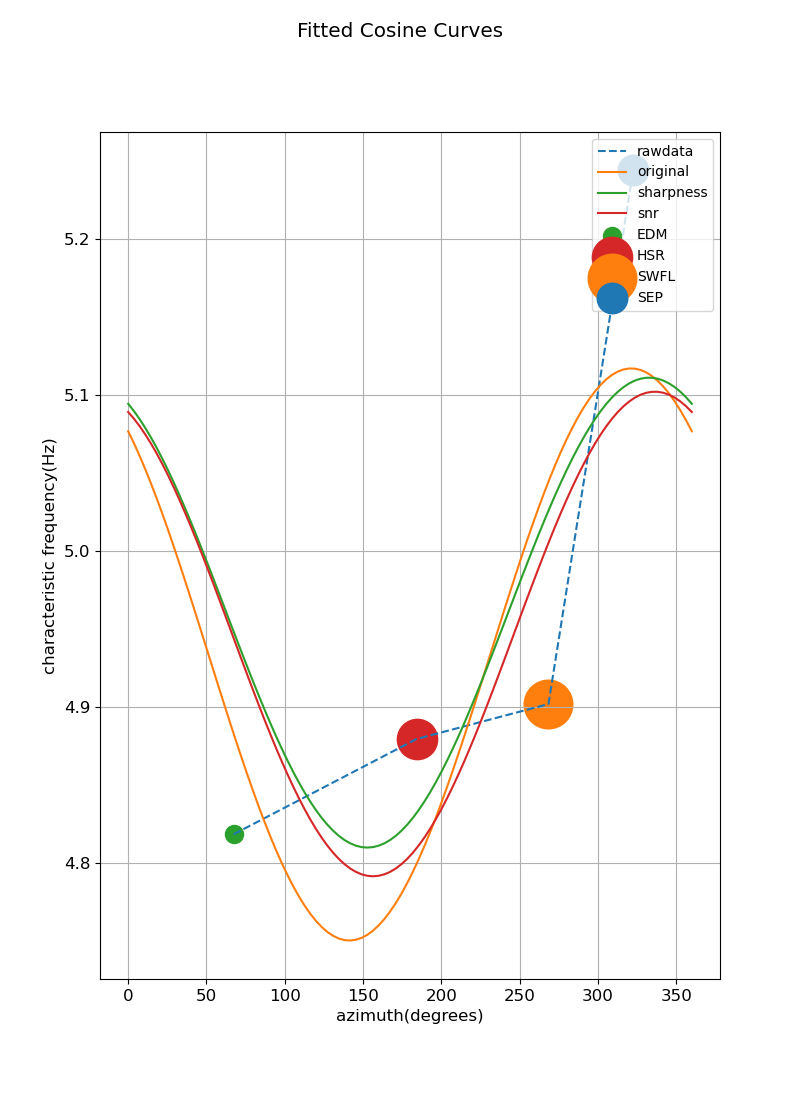 Fitted Cosine Curves
rawdata
original
sharpness
snr
EDM
HSR
SWFL
SEP
5.2
5.1
5.0
4.9
4.8
characteristic frequency(Hz)
0 50 100 150 200 250 300 350
azimuth(degrees)